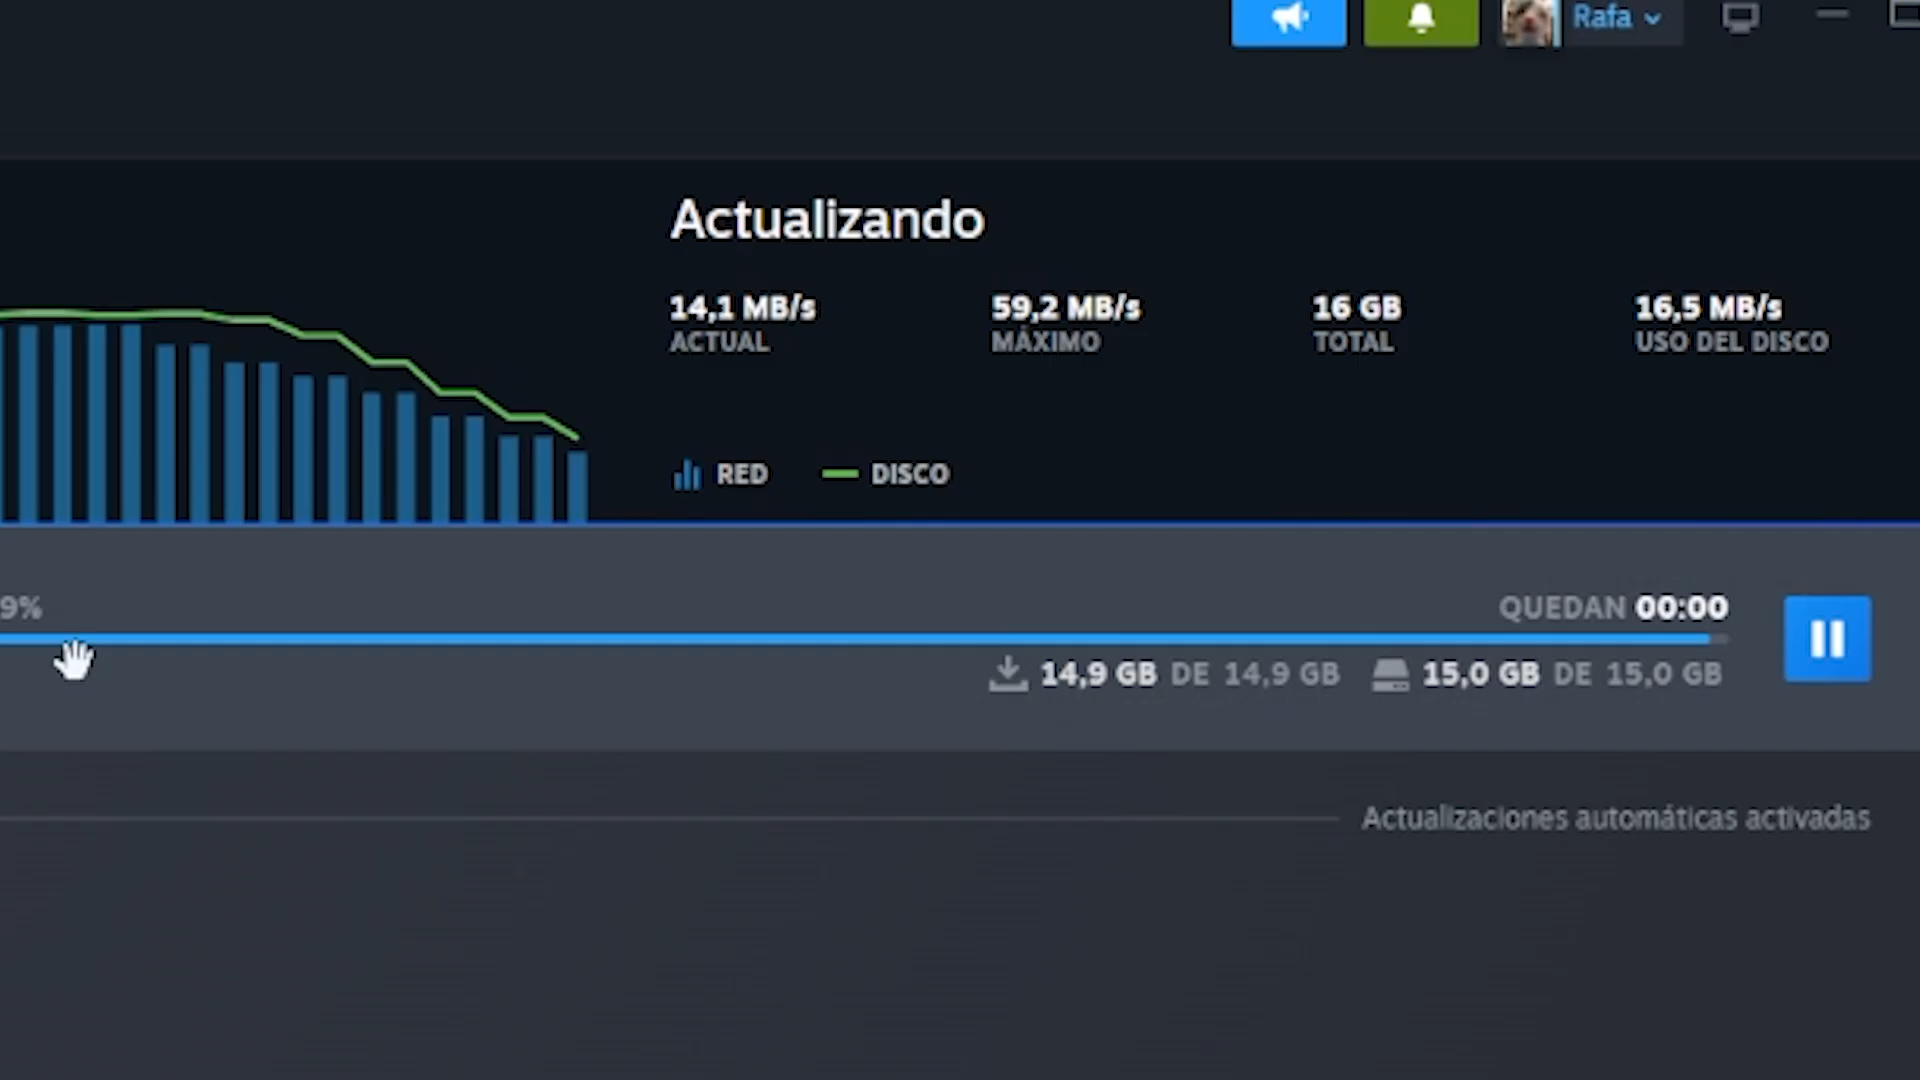 Rafa
Actualizando
14,1 MB/s 59,2 MB/s 16 GB 16,5 MB/s
ACTUAL MÁXIMO TOTAL USO DEL DISCO
RED DISCO
9% QUEDAN 00:00
14,9 GB DE 14,9 GB 15,0 GB DE 15,0 GB
Actualizaciones automáticas activadas